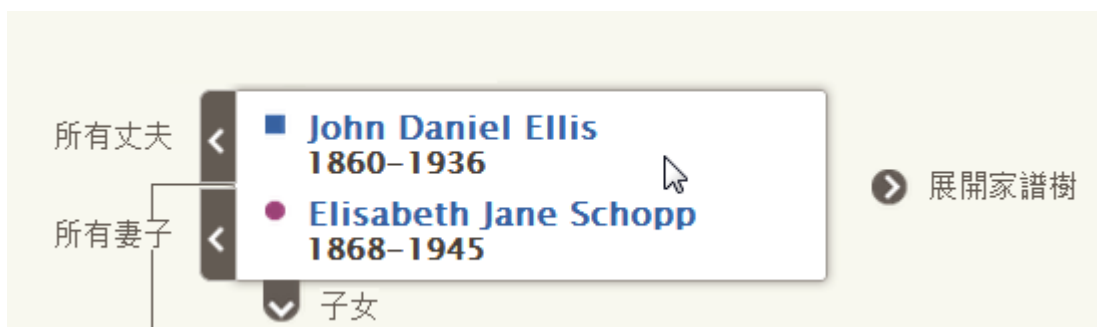 所有丈夫
John Daniel Ellis
1860–1936
展開家譜樹
所有妻子
Elisabeth Jane Schopp
1868–1945
子女